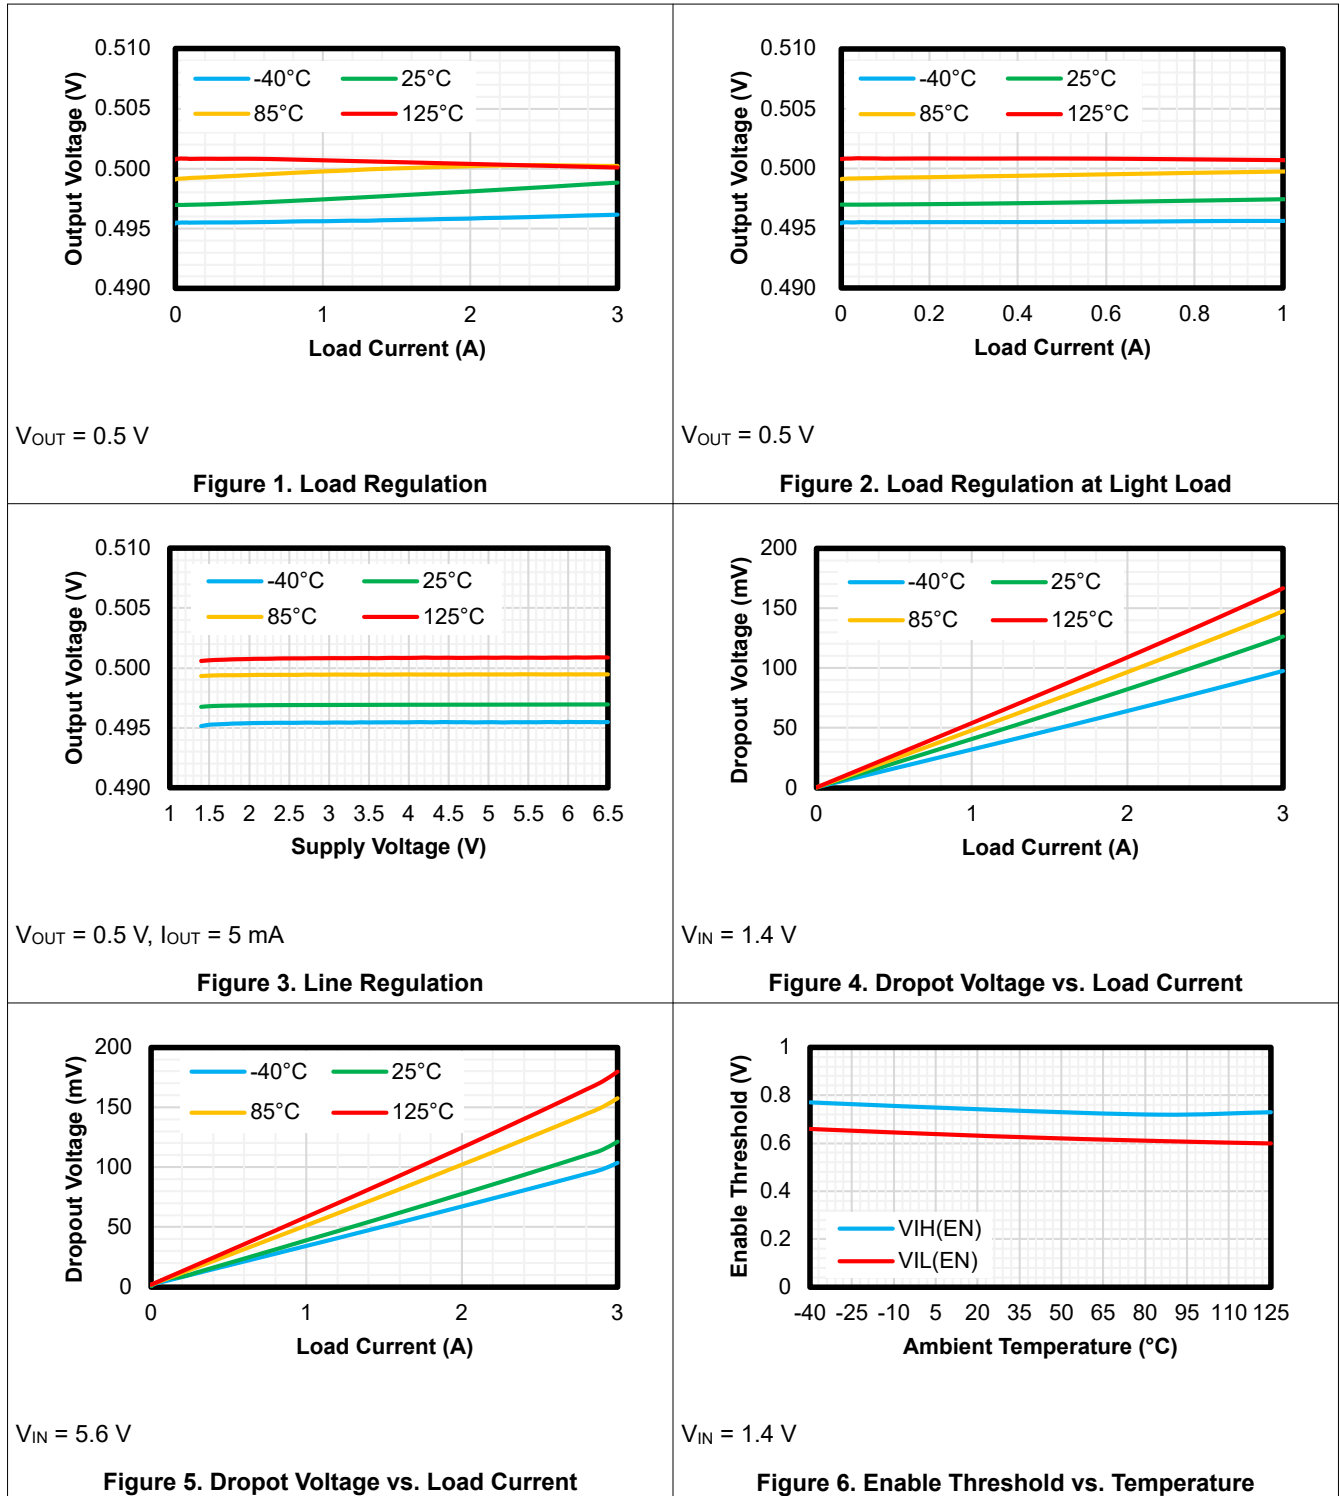 0.510
0.505
0.500
0.495
0.490
Output Voltage (V)
-40°C 25°C
85°C 125°C
0 1 2 3
Load Current (A)
VOUT = 0.5 V
Figure 1. Load Regulation
0.510
0.505
0.500
0.495
0.490
Output Voltage (V)
-40°C 25°C
85°C 125°C
0 0.2 0.4 0.6 0.8 1
Load Current (A)
VOUT = 0.5 V
Figure 2. Load Regulation at Light Load
0.510
0.505
0.500
0.495
0.490
Output Voltage (V)
-40°C 25°C
85°C 125°C
1 1.5 2 2.5 3 3.5 4 4.5 5 5.5 6 6.5
Supply Voltage (V)
VOUT = 0.5 V, IOUT = 5 mA
Figure 3. Line Regulation
200
150
100
50
0
Dropout Voltage (mV)
-40°C 25°C
85°C 125°C
0 1 2 3
Load Current (A)
VIN = 1.4 V
Figure 4. Dropot Voltage vs. Load Current
200
150
100
50
0
Dropout Voltage (mV)
-40°C 25°C
85°C 125°C
0 1 2 3
Load Current (A)
VIN = 5.6 V
Figure 5. Dropot Voltage vs. Load Current
1
0.8
0.6
0.4
0.2
0
Enable Threshold (V)
VIH(EN)
VIL(EN)
-40 -25 -10 5 20 35 50 65 80 95 110 125
Ambient Temperature (°C)
VIN = 1.4 V
Figure 6. Enable Threshold vs. Temperature